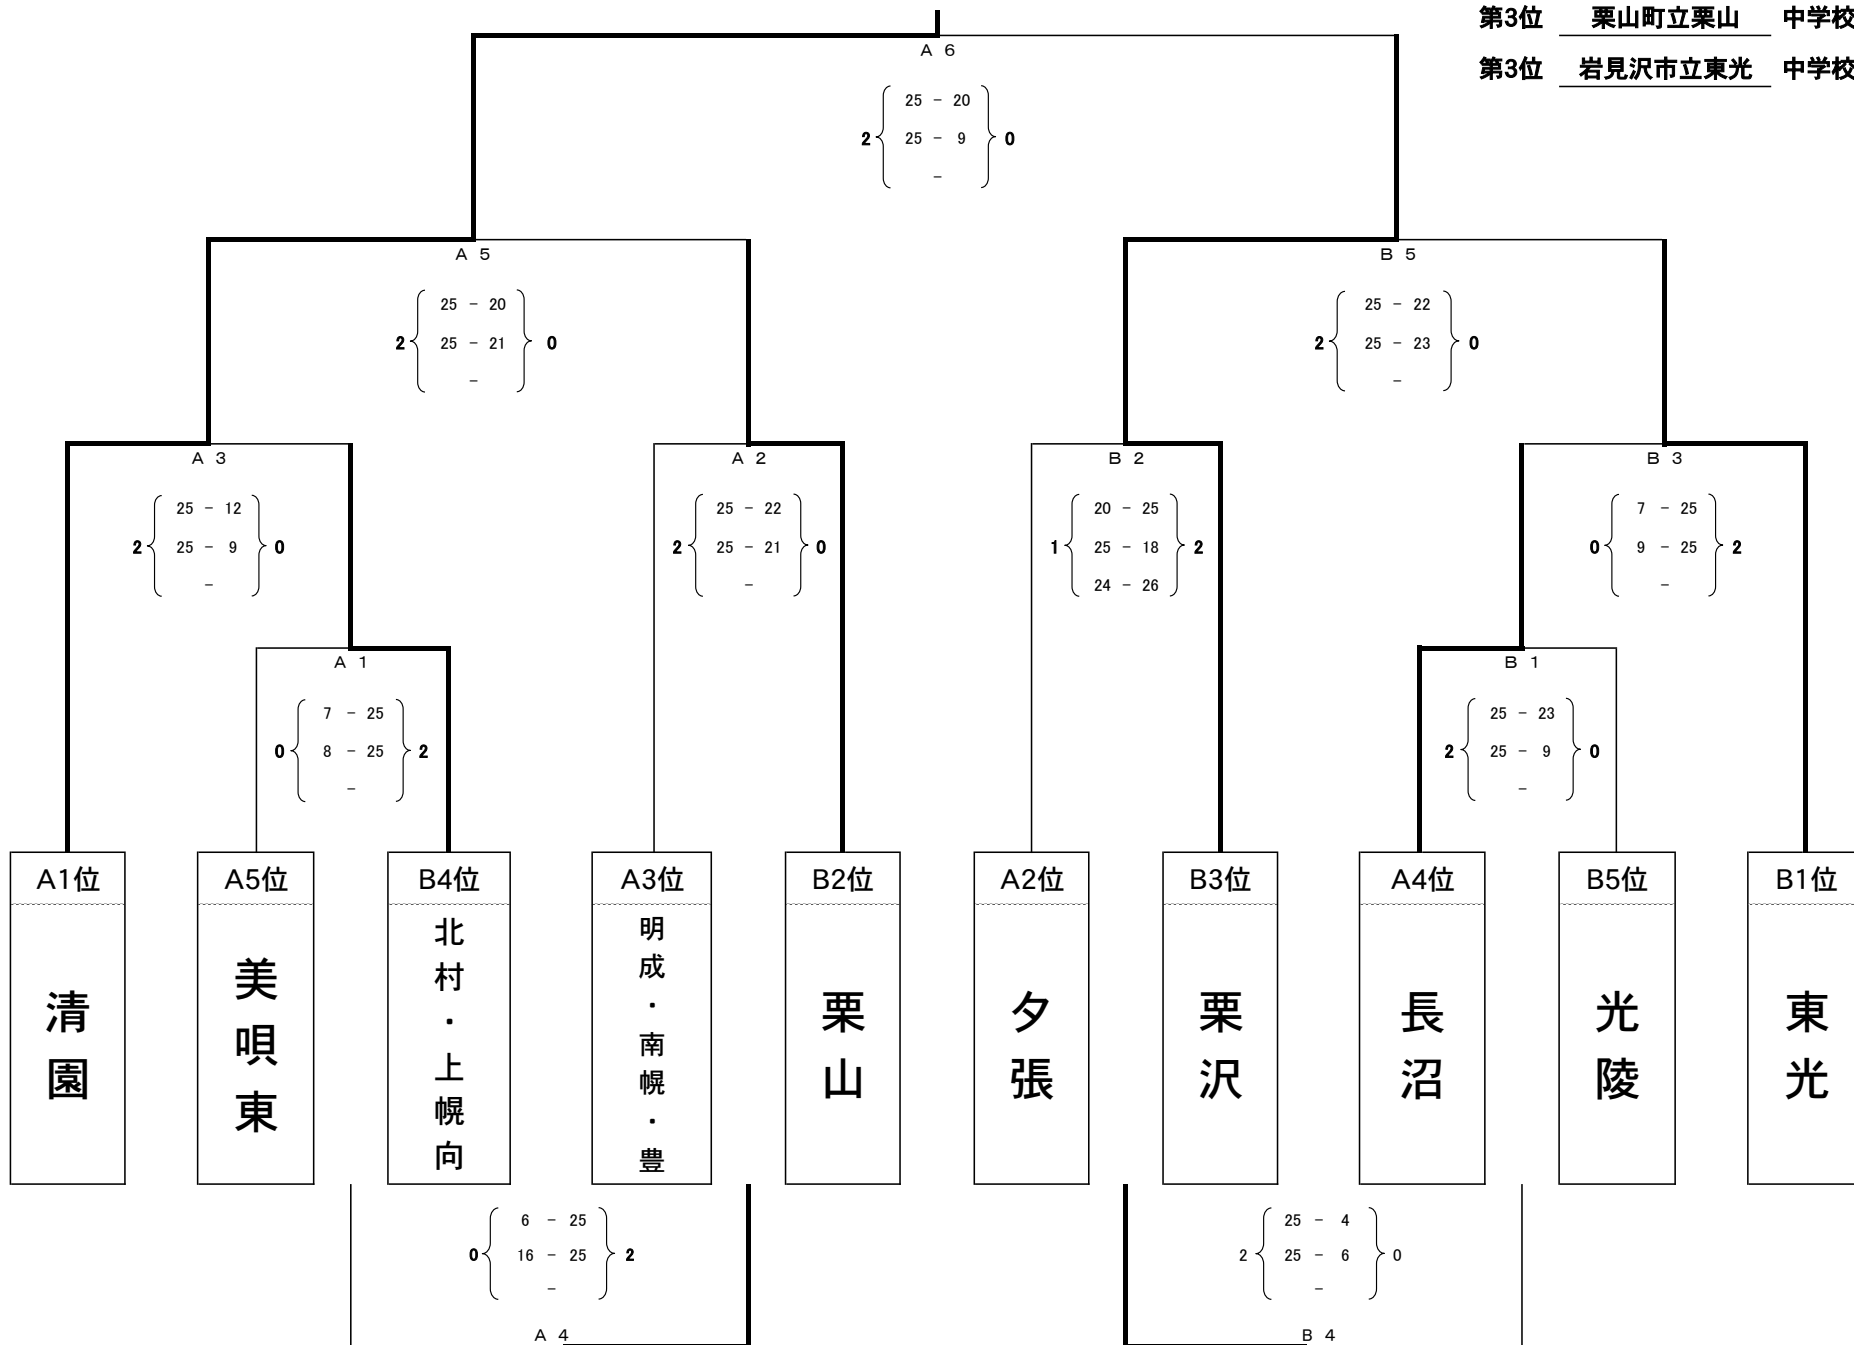 第3位 栗山町立栗山 中学校
第3位 岩見沢市立東光 中学校
A 6
25 - 20
2 25 - 9 0
-
A 5
25 - 20
2 25 - 21 0
-
B 5
25 - 22
2 25 - 23 0
-
A 3
25 - 12
2 25 - 9 0
-
A 2
25 - 22
2 25 - 21 0
-
B 2
20 - 25
1 25 - 18 2
24 - 26
B 3
7 - 25
0 9 - 25 2
-
A 1
7 - 25
0 8 - 25 2
-
B 1
25 - 23
2 25 - 9 0
-
A1位
清園
A5位
美唄東
B4位
北村・上幌向
A3位
明成・南幌・豊
B2位
栗山
A2位
夕張
B3位
栗沢
A4位
長沼
B5位
光陵
B1位
東光
6 - 25
0 16 - 25 2
-
A 4
25 - 4
2 25 - 6 0
-
B 4